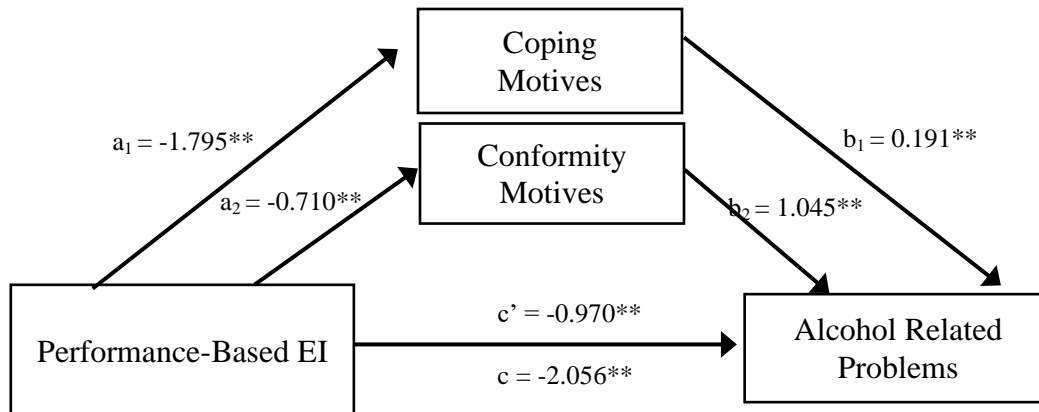 Coping
Motives
a₁ = -1.795**
b₁ = 0.191**
Conformity
Motives
a₂ = -0.710**
b₂ = 1.045**
c’ = -0.970**
Performance-Based EI
Alcohol Related
Problems
c = -2.056**